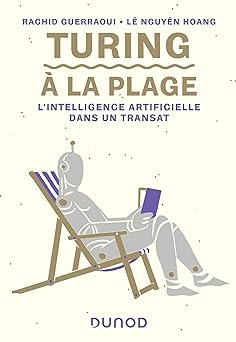 RACHID GUERRAOUI • LÊ NGUYÊN HOANG
TURING
À LA PLAGE
L'INTELLIGENCE ARTIFICIELLE
DANS UN TRANSAT
DUNOD